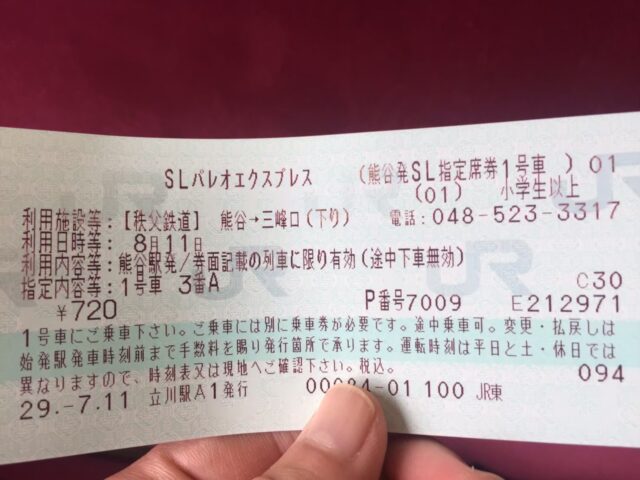 SLパレオエクスプレス (熊谷発SL指定席券1号車 ) 01
(01) 小学生以上
利用施設等:【秩父鉄道】 熊谷→三峰口(下り) 電話:048-523-3317
利用日時等: 8月11日
利用内容等:熊谷駅発/券面記載の列車に限り有効(途中下車無効)
指定内容等:1号車 3番A C30
¥720 P番号7009 E212971
1号車にご乗車下さい。ご乗車には別に乗車券が必要です。途中乗車可。変更・払戻しは
始発駅発車時刻前まで手数料を賜り発行箇所で承ります。運転時刻は平日と土・休日では
異なりますので、時刻表又は現地へご確認下さい。税込。 094
29.-7.11 立川駅A1発行 00084-01 100 JR東